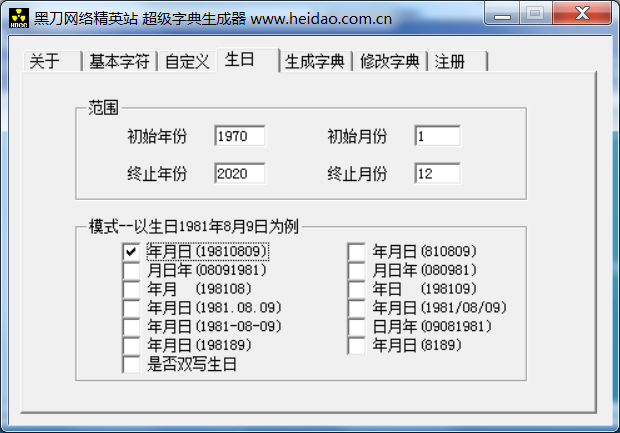 黑刀网络精英站 超级字典生成器 www.heidao.com.cn
关于 基本字符 自定义 生日 生成字典 修改字典 注册
范围
初始年份 1970 初始月份 1
终止年份 2020 终止月份 12
模式--以生日1981年8月9日为例
年月日(19810809) 年月日(810809)
月日年(08091981) 月日年(080981)
年月 (198108) 年日 (198109)
年月日(1981.08.09) 年月日(1981/08/09)
年月日(1981-08-09) 日月年(09081981)
年月日(198189) 年月日(8189)
是否双写生日